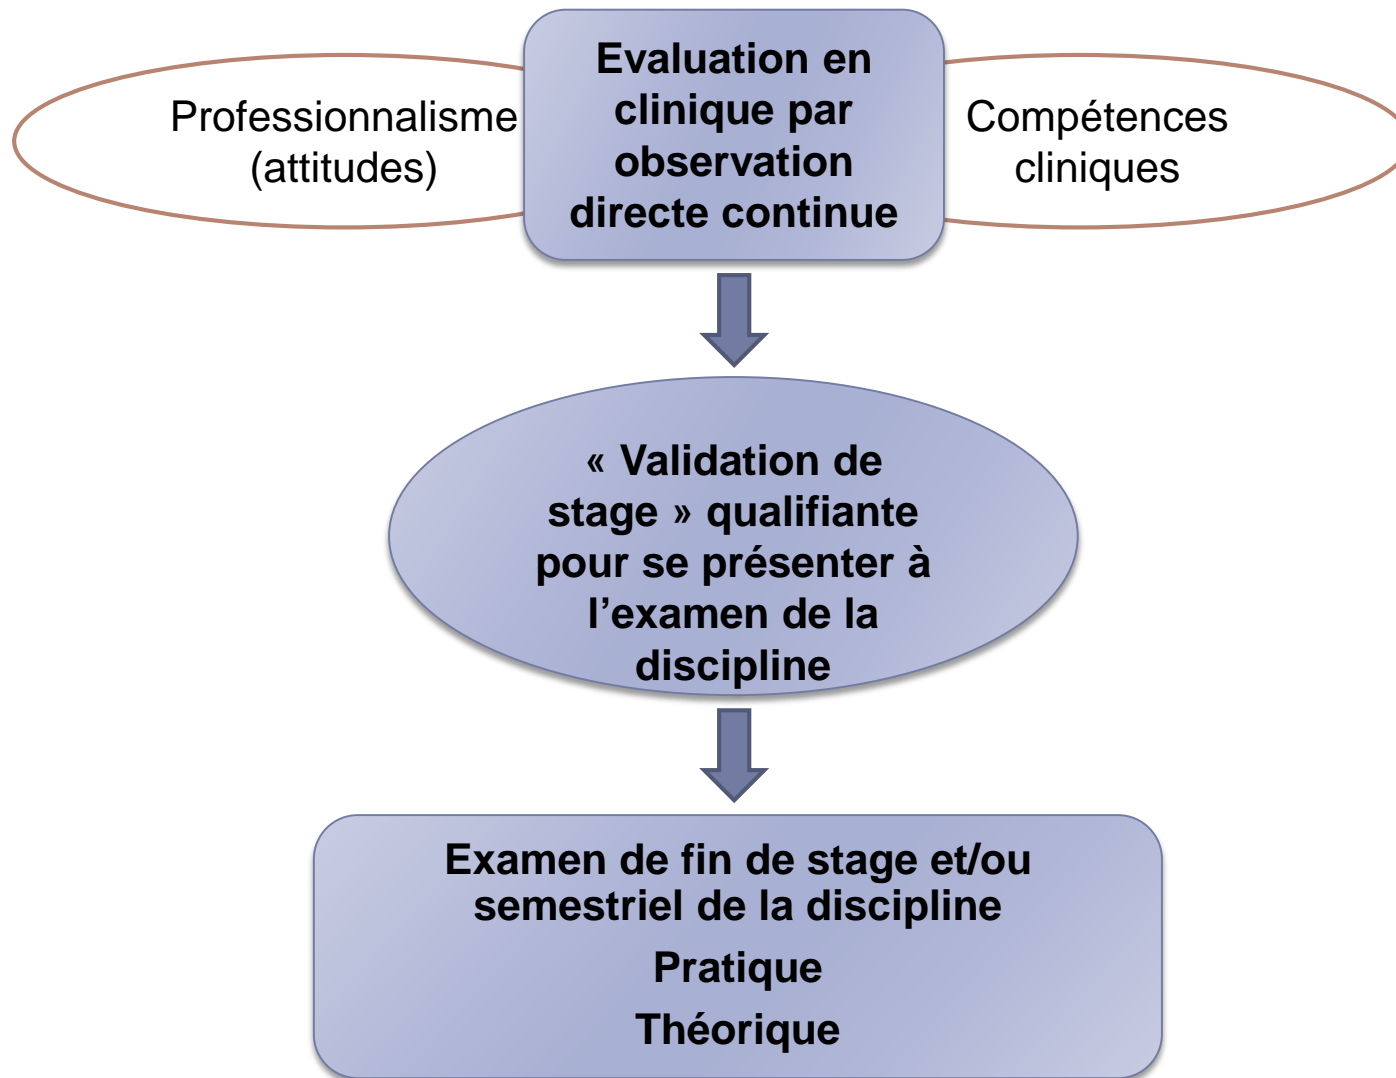 Professionnalisme
(attitudes)
Evaluation en
clinique par
observation
directe continue
Compétences
cliniques
« Validation de
stage » qualifiante
pour se présenter à
l’examen de la
discipline
Examen de fin de stage et/ou
semestriel de la discipline
Pratique
Théorique